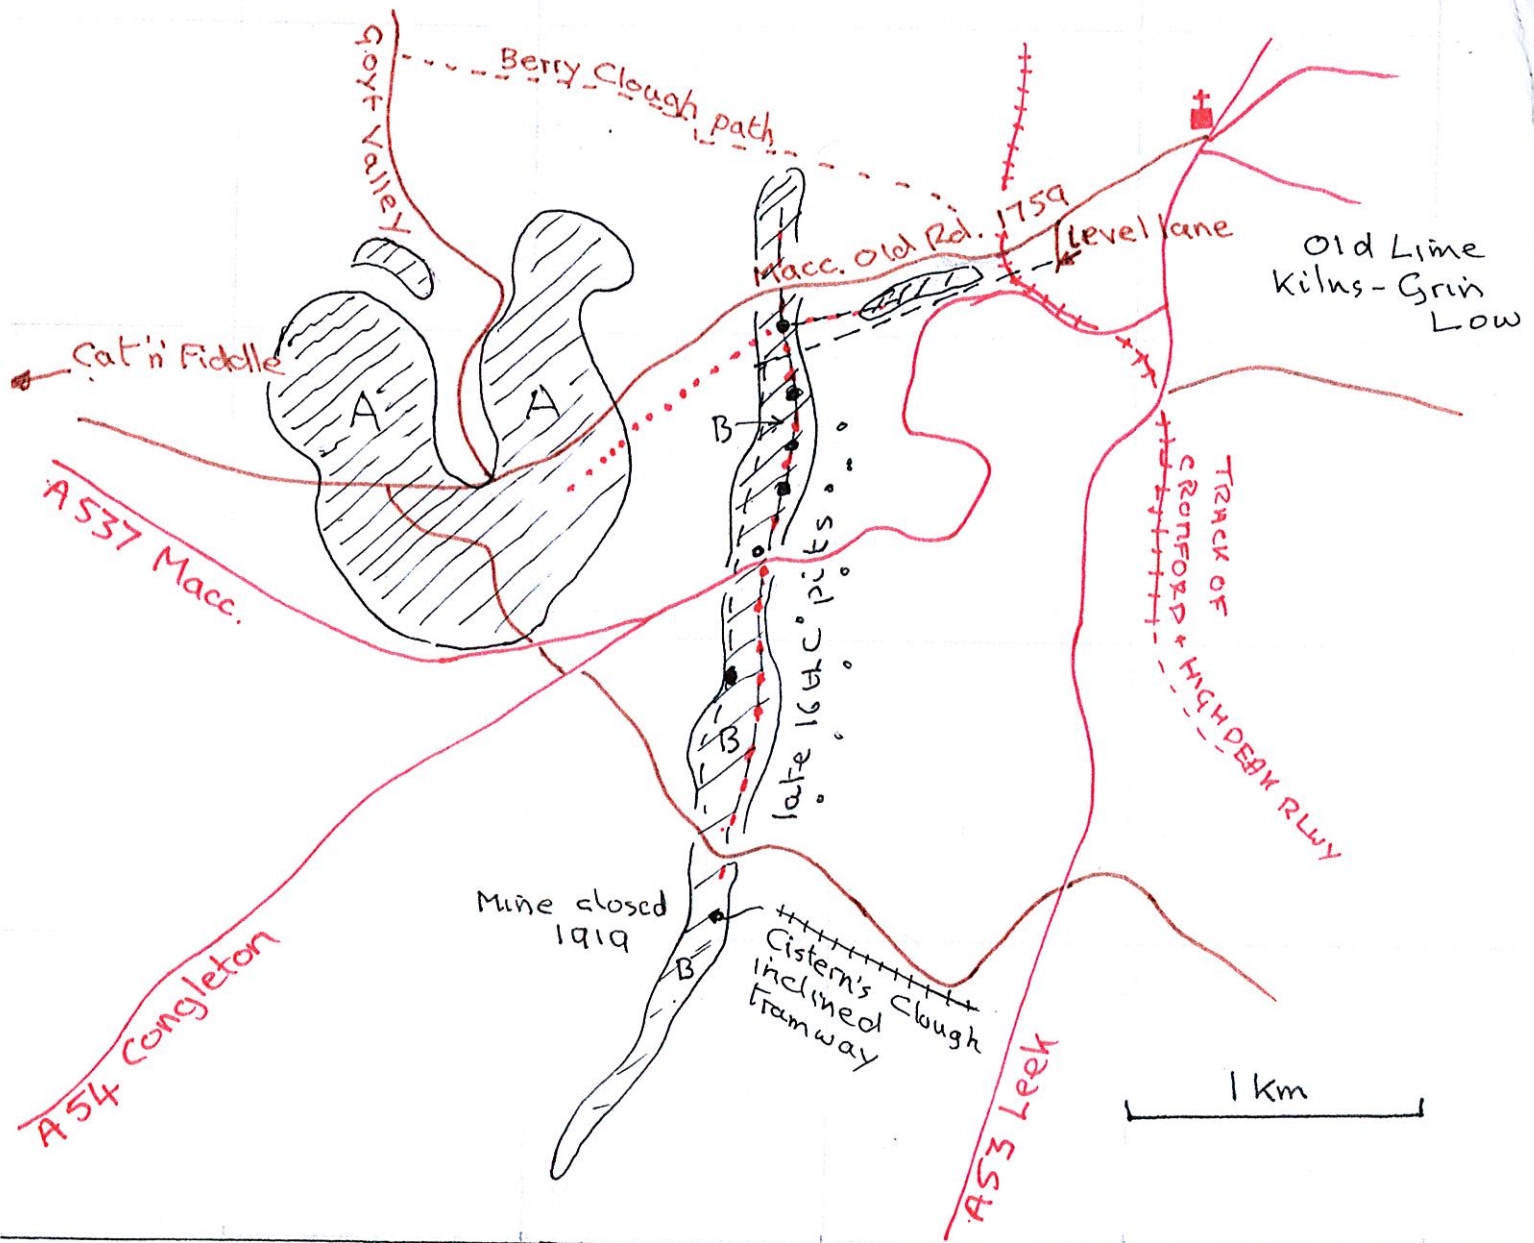 Goyt Valley
Berry Clough path
Macc. Old Rd. 1759
Level lane
Old Lime
Kilns - Grin
Low
Cat 'n' Fiddle
A
A
B
A537 Macc.
late 16th C pits
TRACK OF
CROMFORD + HIGH PEAK RLWY
B
Mine closed
1919
B
Cistern's Clough
inclined
tramway
A54 Congleton
A53 Leek
1 Km